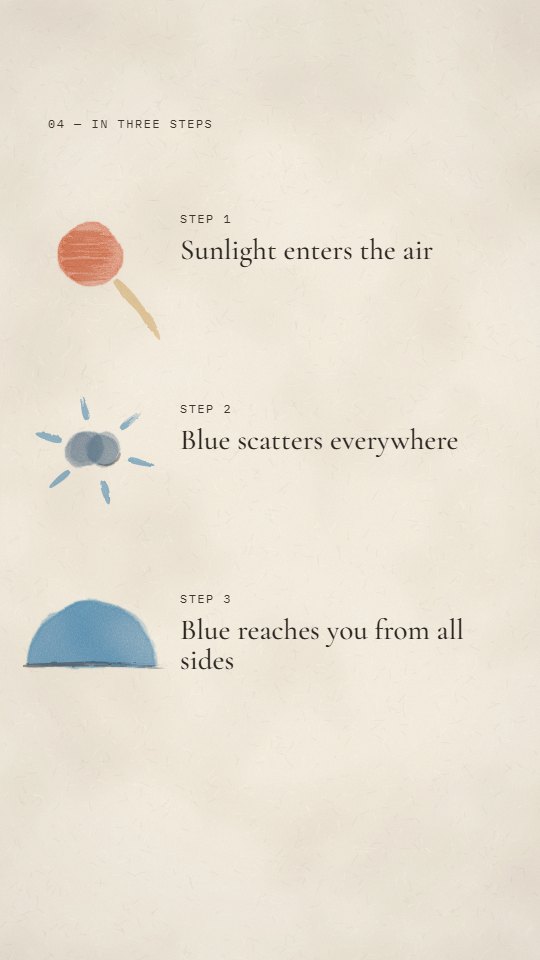 04 — IN THREE STEPS
STEP 1
Sunlight enters the air
STEP 2
Blue scatters everywhere
STEP 3
Blue reaches you from all
sides